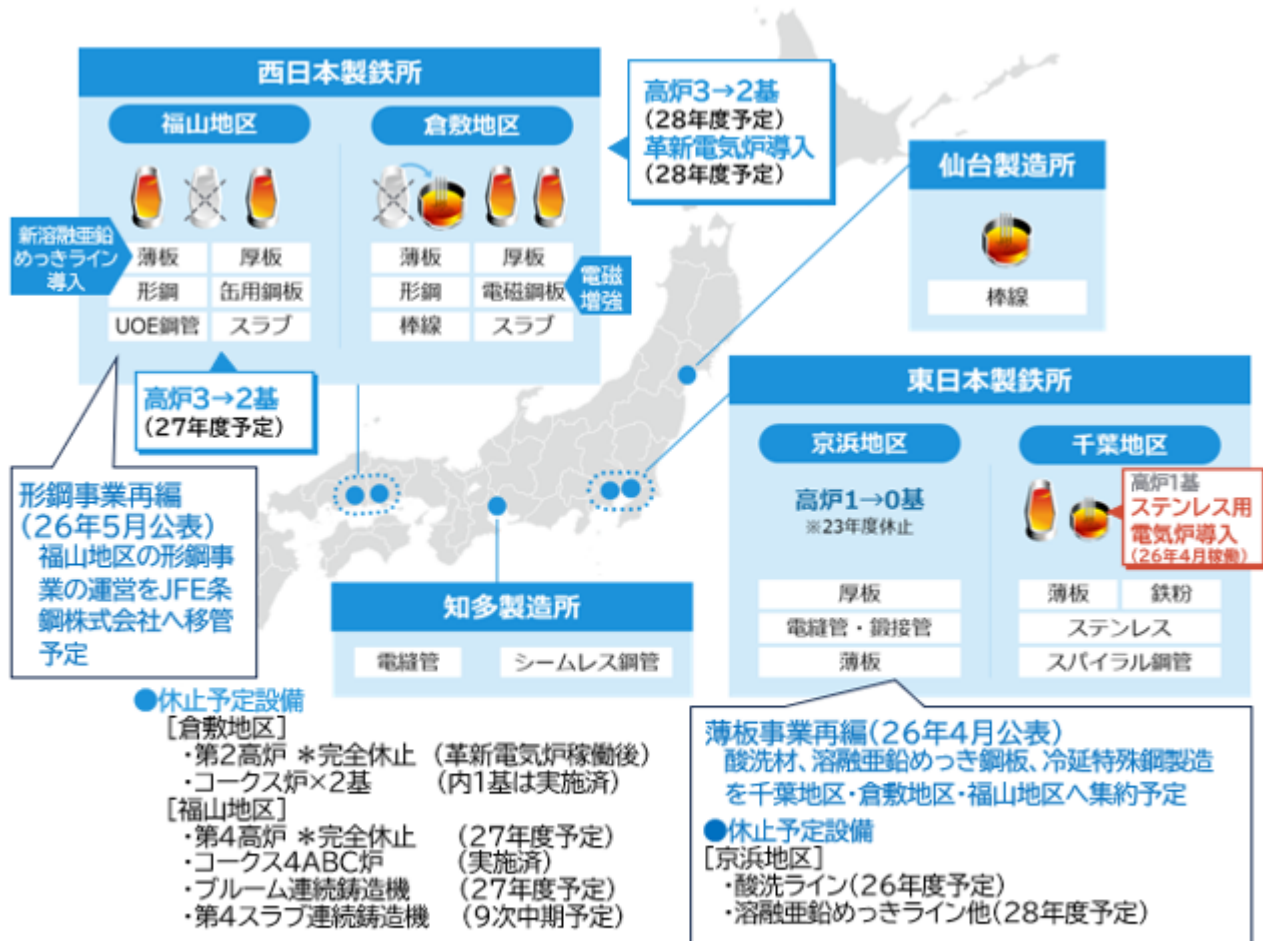 西日本製鉄所
福山地区
倉敷地区
新溶融亜鉛
めっきライン
導入
薄板
厚板
形鋼
缶用鋼板
UOE鋼管
スラブ
薄板
厚板
形鋼
電磁鋼板
棒線
スラブ
電磁
増強
高炉3→2基
(28年度予定)
革新電気炉導入
(28年度予定)
高炉3→2基
(27年度予定)
形鋼事業再編
(26年5月公表)
福山地区の形鋼事
業の運営をJFE条
鋼株式会社へ移管
予定
仙台製造所
棒線
東日本製鉄所
京浜地区
高炉1→0基
※23年度休止
厚板
電縫管・鍛接管
薄板
千葉地区
高炉1基
ステンレス用
電気炉導入
(26年4月稼働)
薄板
鉄粉
ステンレス
スパイラル鋼管
知多製造所
電縫管
シームレス鋼管
●休止予定設備
[倉敷地区]
・第2高炉 *完全休止 (革新電気炉稼働後)
・コークス炉×2基 (内1基は実施済)
[福山地区]
・第4高炉 *完全休止 (27年度予定)
・コークス4ABC炉 (実施済)
・ブルーム連続鋳造機 (27年度予定)
・第4スラブ連続鋳造機 (9次中期予定)
薄板事業再編(26年4月公表)
酸洗材、溶融亜鉛めっき鋼板、冷延特殊鋼製造
を千葉地区・倉敷地区・福山地区へ集約予定
●休止予定設備
[京浜地区]
・酸洗ライン(26年度予定)
・溶融亜鉛めっきライン他(28年度予定)